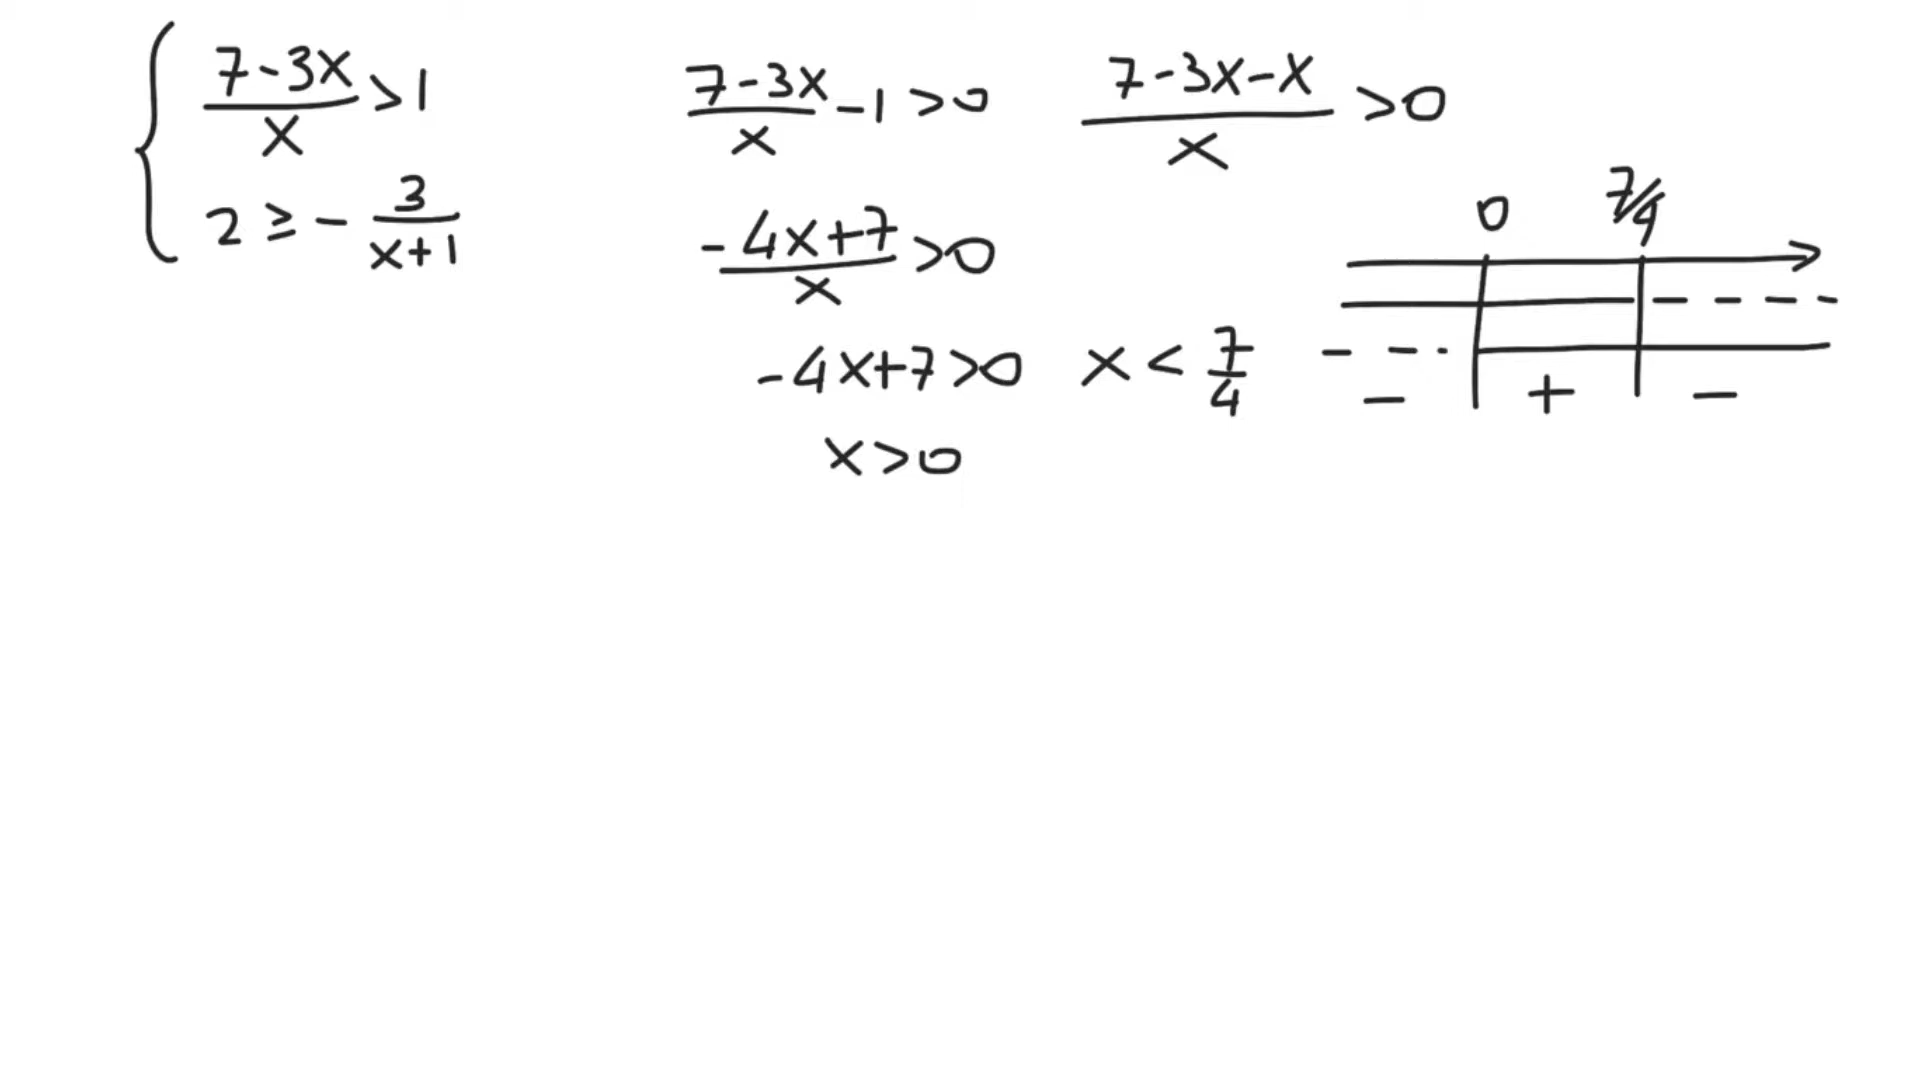 { (7-3x)/x > 1
2 ≥ - 3/(x+1)
(7-3x)/x - 1 > 0
(7-3x-x)/x > 0
(-4x+7)/x > 0
-4x+7 > 0 x < 7/4
x > 0
0 7/4
- + -